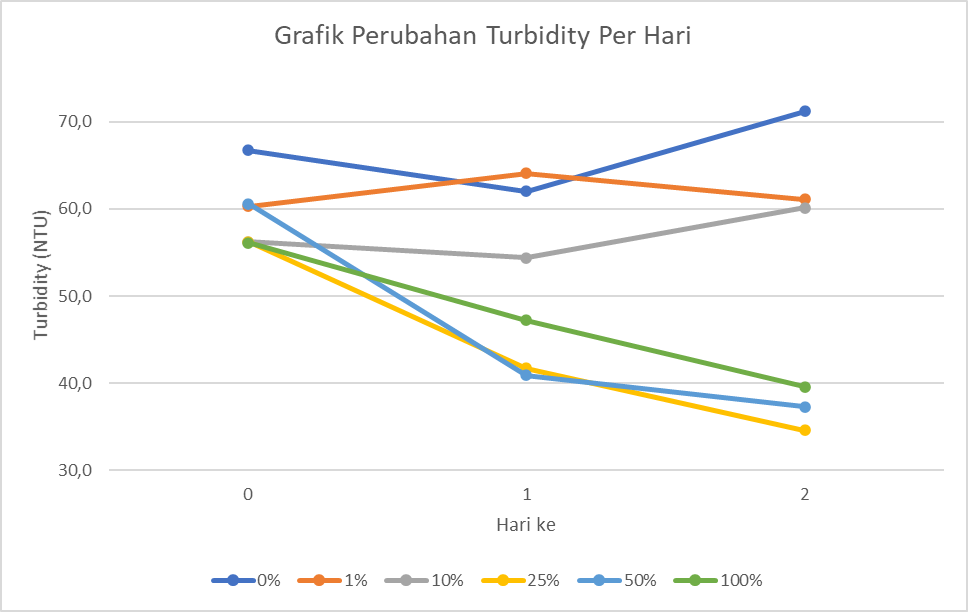 Grafik Perubahan Turbidity Per Hari
70,0
60,0
50,0
40,0
30,0
Turbidity (NTU)
0 1 2
Hari ke
0% 1% 10% 25% 50% 100%